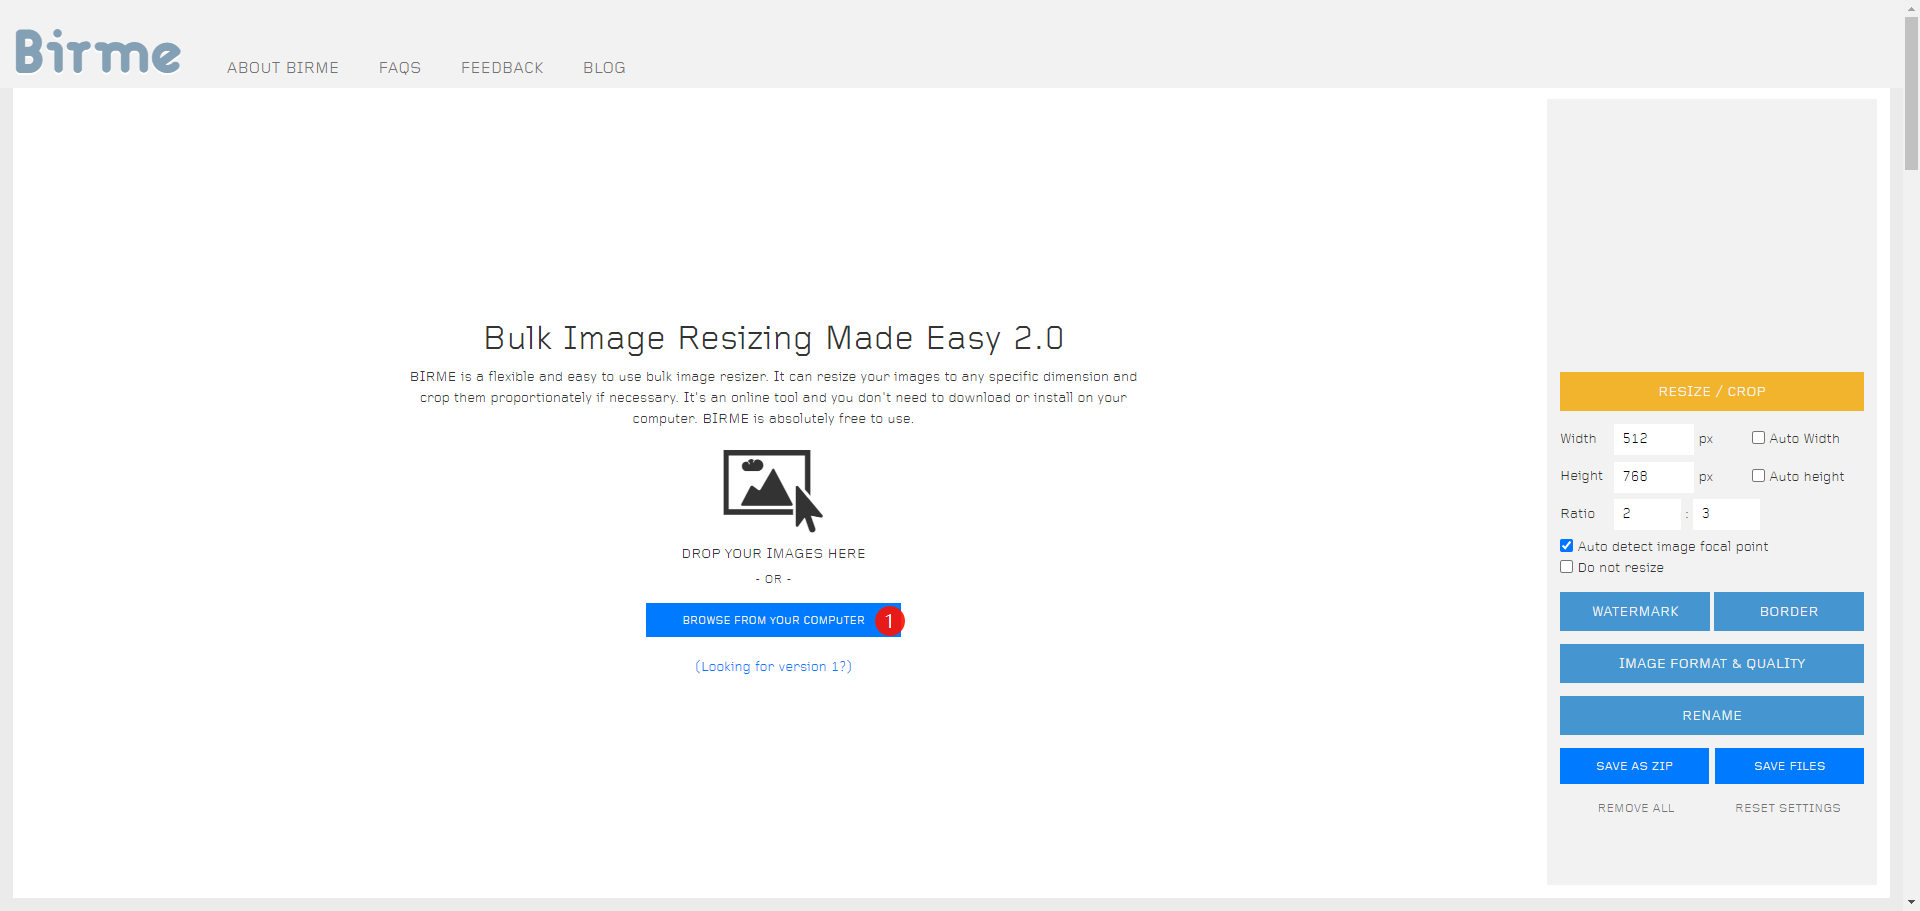 Birme
ABOUT BIRME
FAQS
FEEDBACK
BLOG
Bulk Image Resizing Made Easy 2.0
BIRME is a flexible and easy to use bulk image resizer. It can resize your images to any specific dimension and
crop them proportionately if necessary. It's an online tool and you don't need to download or install on your
computer. BIRME is absolutely free to use.
DROP YOUR IMAGES HERE
- OR -
BROWSE FROM YOUR COMPUTER 1
(Looking for version 1?)
RESIZE / CROP
Width 512 px Auto Width
Height 768 px Auto height
Ratio 2 : 3
Auto detect image focal point
Do not resize
WATERMARK BORDER
IMAGE FORMAT & QUALITY
RENAME
SAVE AS ZIP SAVE FILES
REMOVE ALL RESET SETTINGS